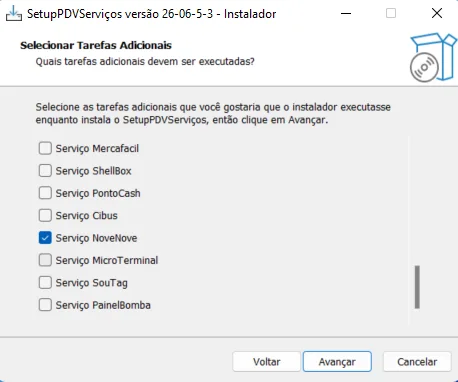 SetupPDVServiços versão 26-06-5-3 - Instalador
Selecionar Tarefas Adicionais
Quais tarefas adicionais devem ser executadas?
Selecione as tarefas adicionais que você gostaria que o instalador executasse
enquanto instala o SetupPDVServiços, então clique em Avançar.
Serviço Mercafacil
Serviço ShellBox
Serviço PontoCash
Serviço Cibus
Serviço NoveNove
Serviço MicroTerminal
Serviço SouTag
Serviço PainelBomba
Voltar
Avançar
Cancelar